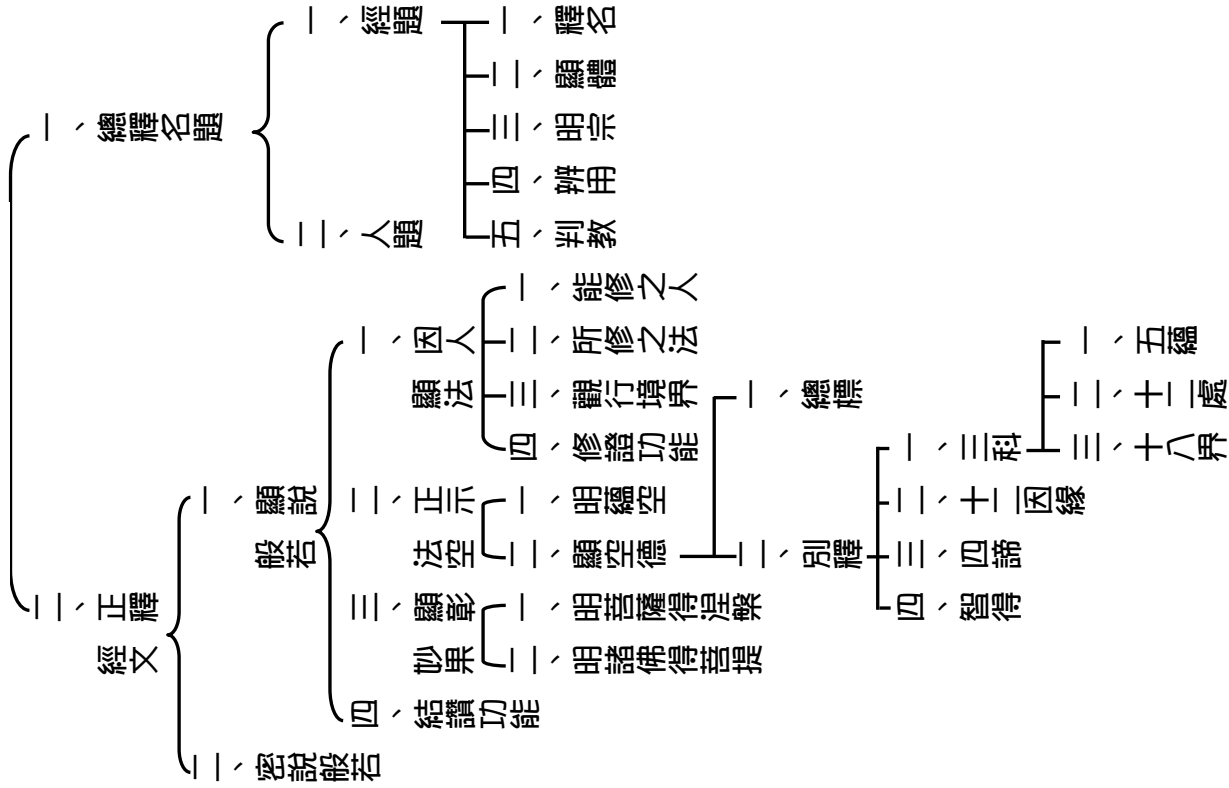 一、總釋名題
一、經題
一、釋名
二、顯體
三、明宗
四、辨用
五、判教
二、人題
二、正釋
經文
一、顯說
般若
一、因人
顯法
一、能修之人
二、所修之法
三、觀行境界
四、修證功能
二、正示
法空
一、明蘊空
二、顯空德
一、總標
二、別釋
一、三科
一、五蘊
二、十二處
三、十八界
二、十二因緣
三、四諦
四、智得
三、顯彰
妙果
一、明菩薩得涅槃
二、明諸佛得菩提
四、結讚功能
二、密說般若